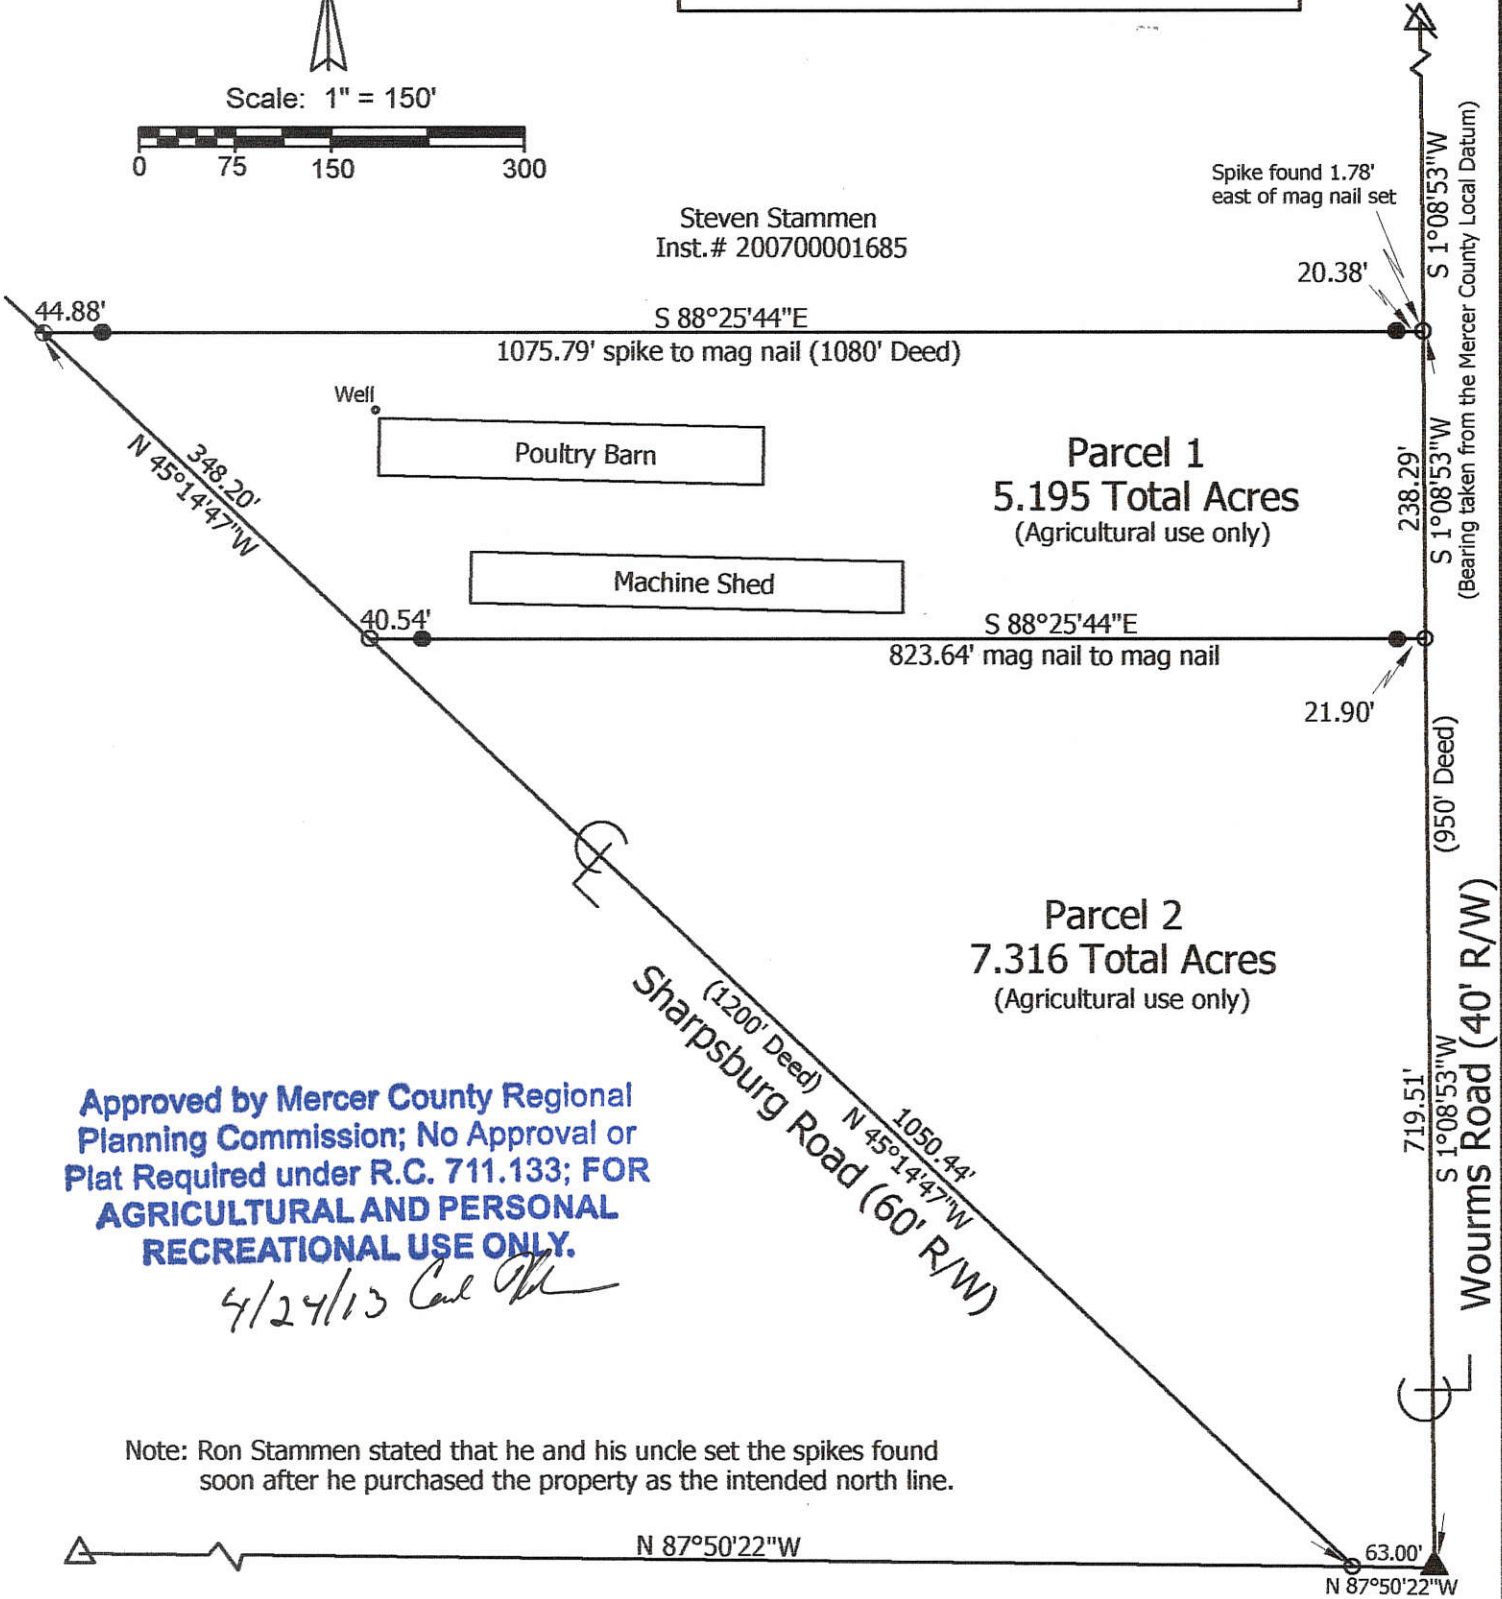 Scale: 1" = 150'
0 75 150 300
Steven Stammen
Inst.# 200700001685
Spike found 1.78'
east of mag nail set
20.38'
S 1°08'53"W
(Bearing taken from the Mercer County Local Datum)
44.88'
S 88°25'44"E
1075.79' spike to mag nail (1080' Deed)
Well
Poultry Barn
348.20'
N 45°14'47"W
Parcel 1
5.195 Total Acres
(Agricultural use only)
238.29'
S 1°08'53"W
Machine Shed
40.54'
S 88°25'44"E
823.64' mag nail to mag nail
21.90'
(950' Deed)
CL
Parcel 2
7.316 Total Acres
(Agricultural use only)
(1200' Deed)
Sharpsburg Road (60' R/W)
1050.44'
N 45°14'47"W
719.51'
S 1°08'53"W
Wourms Road (40' R/W)
CL
Approved by Mercer County Regional
Planning Commission; No Approval or
Plat Required under R.C. 711.133; FOR
AGRICULTURAL AND PERSONAL
RECREATIONAL USE ONLY.
4/24/13
Note: Ron Stammen stated that he and his uncle set the spikes found
soon after he purchased the property as the intended north line.
N 87°50'22"W
63.00'
N 87°50'22"W